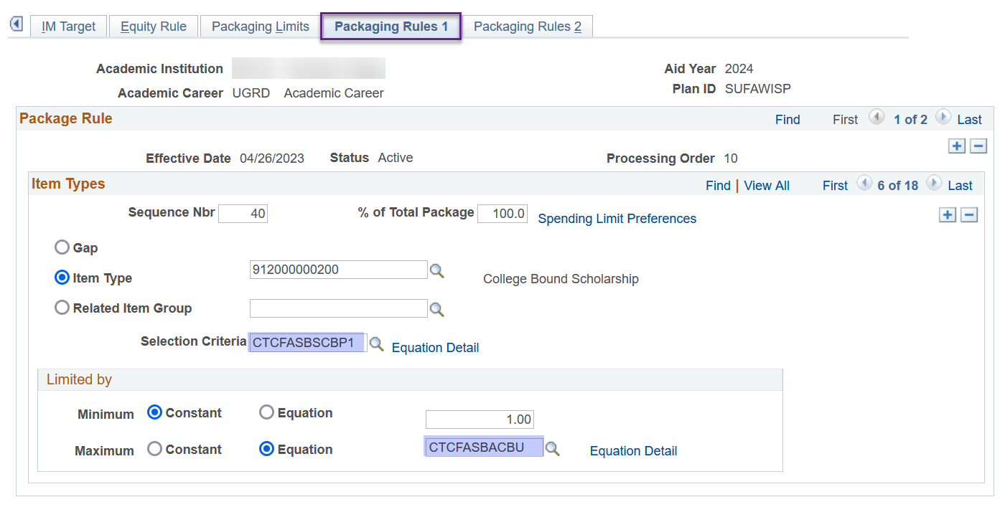 IM Target Equity Rule Packaging Limits Packaging Rules 1 Packaging Rules 2
Academic Institution Aid Year 2024
Academic Career UGRD Academic Career Plan ID SUFAWISP
Package Rule Find First 1 of 2 Last
Effective Date 04/26/2023 Status Active Processing Order 10
Item Types Find | View All First 6 of 18 Last
Sequence Nbr 40 % of Total Package 100.0 Spending Limit Preferences
Gap
Item Type 912000000200 College Bound Scholarship
Related Item Group
Selection Criteria CTCFASBSCBP1 Equation Detail
Limited by
Minimum Constant Equation 1.00
Maximum Constant Equation CTCFASBACBU Equation Detail